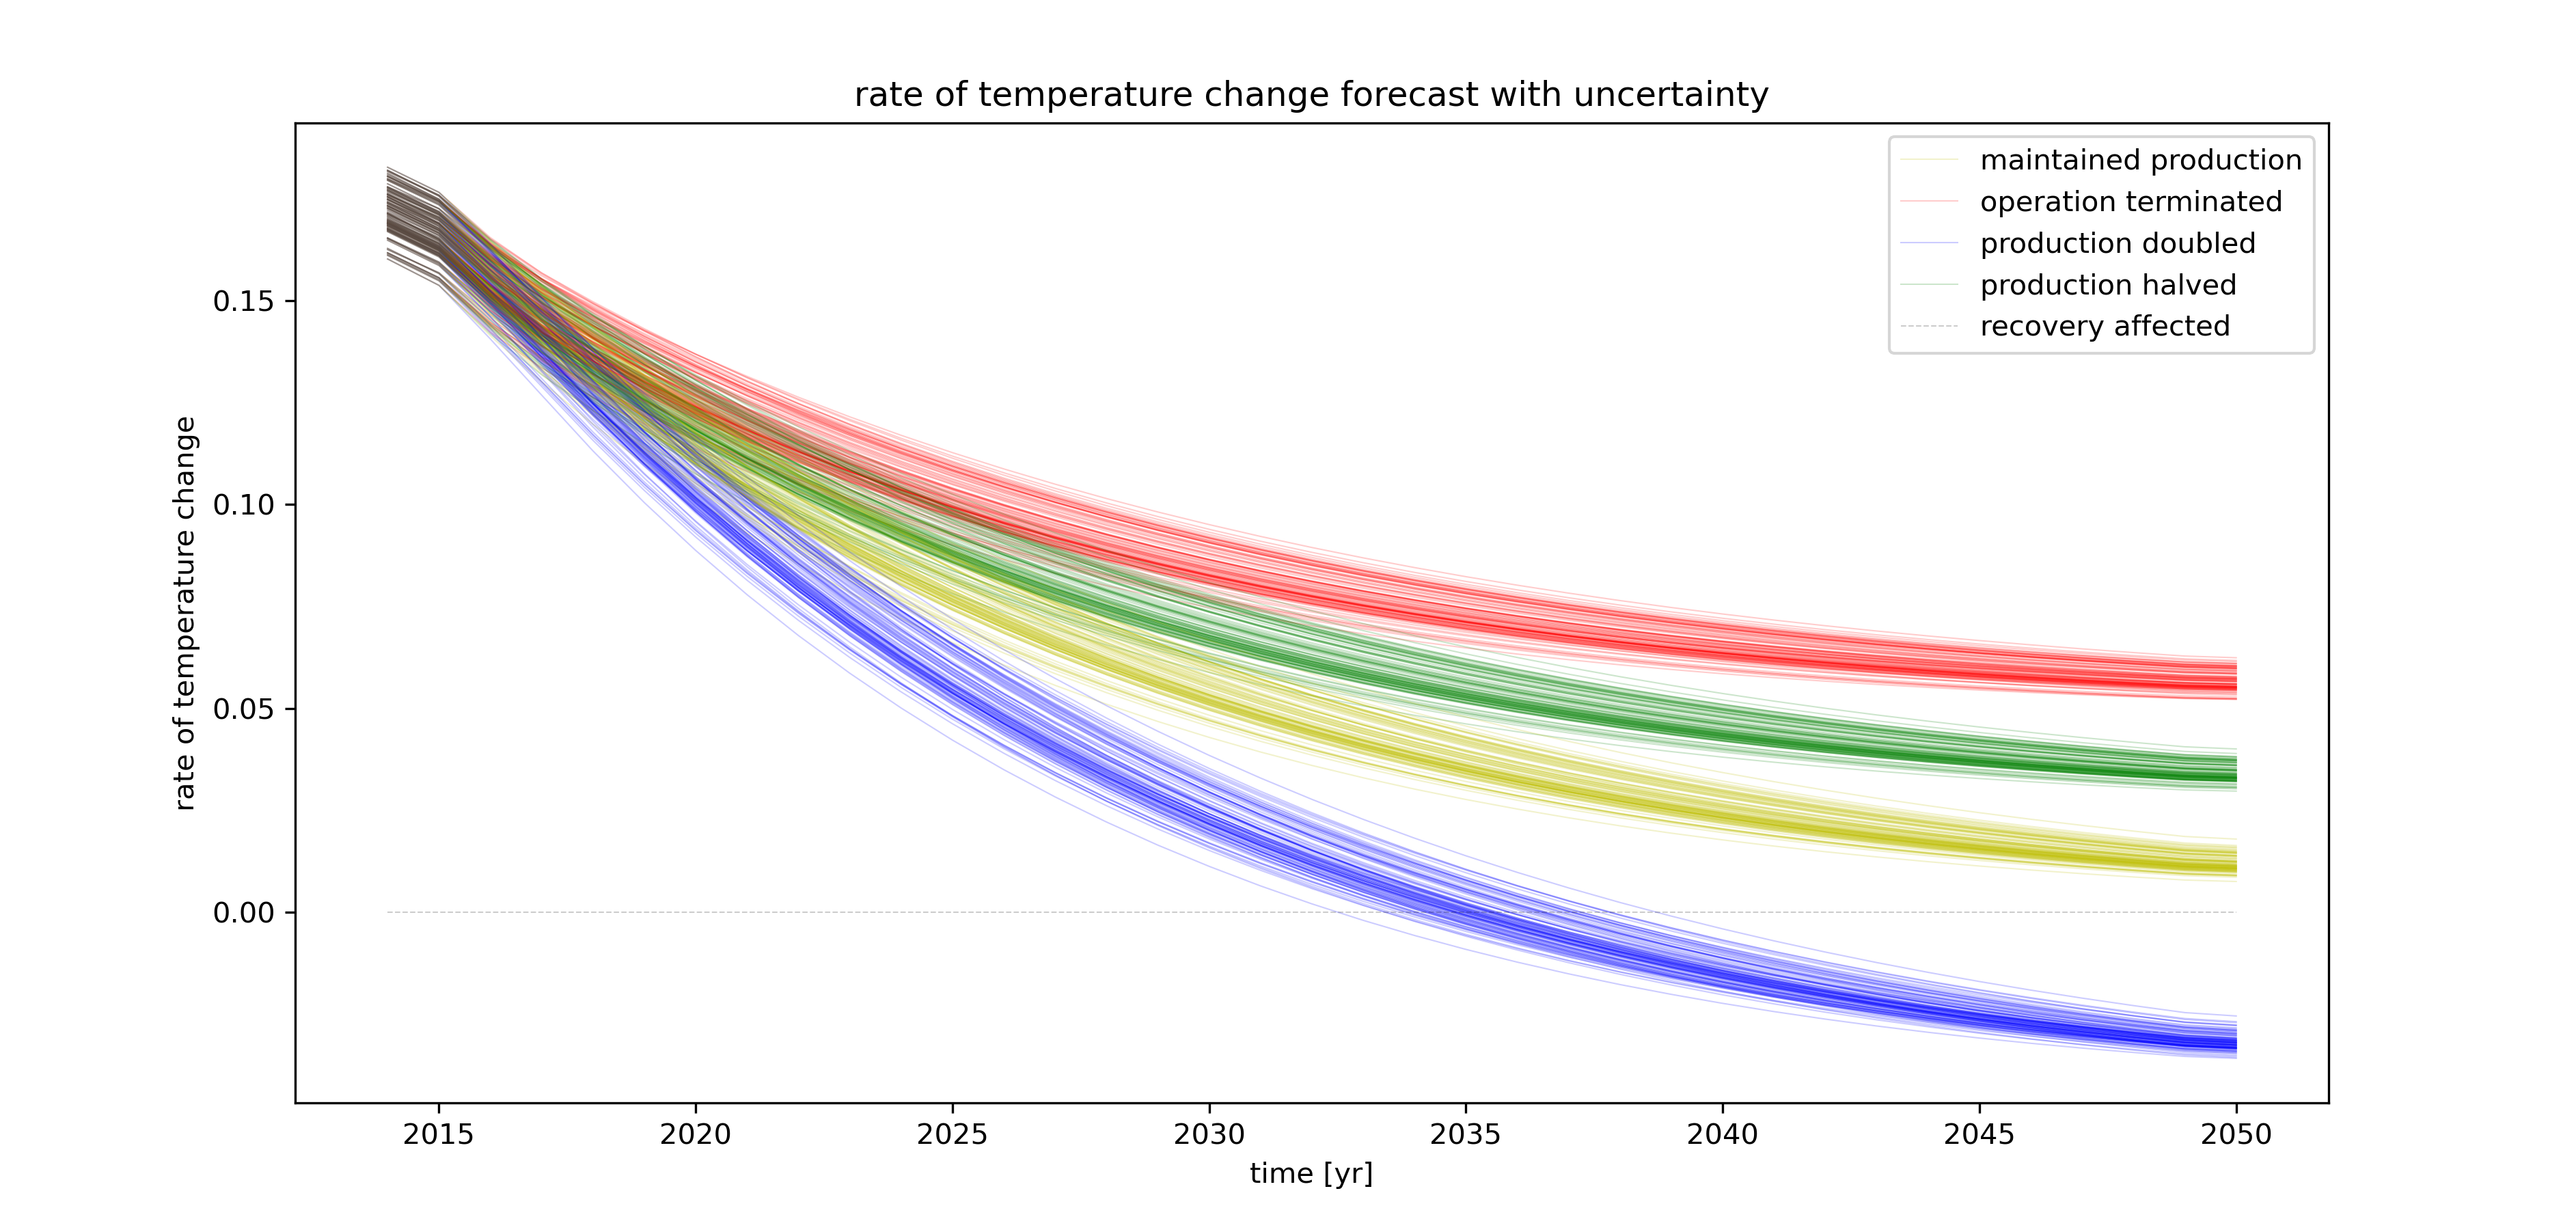 rate of temperature change forecast with uncertainty
maintained production
operation terminated
production doubled
production halved
recovery affected
rate of temperature change
0.15
0.10
0.05
0.00
2015 2020 2025 2030 2035 2040 2045 2050
time [yr]